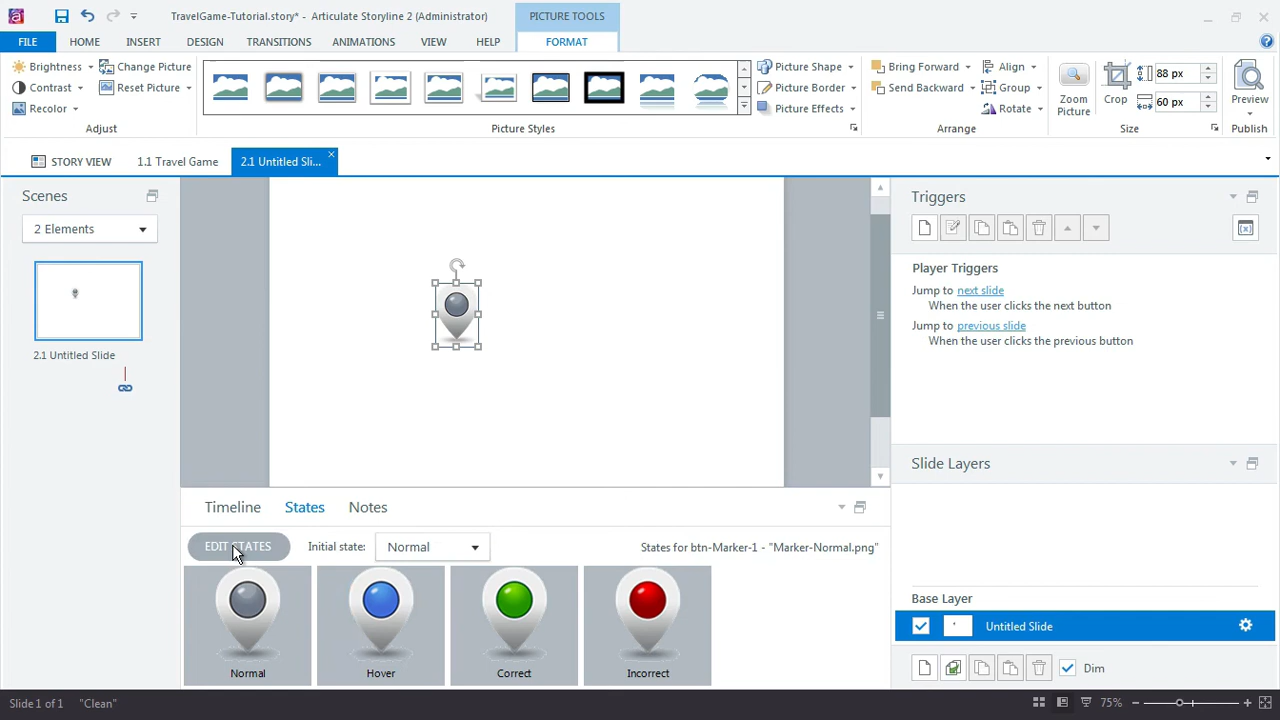 TravelGame-Tutorial.story* - Articulate Storyline 2 (Administrator)
PICTURE TOOLS
FILE HOME INSERT DESIGN TRANSITIONS ANIMATIONS VIEW HELP FORMAT
Brightness
Contrast
Recolor
Change Picture
Reset Picture
Adjust
Picture Styles
Picture Shape
Picture Border
Picture Effects
Bring Forward
Send Backward
Align
Group
Rotate
Arrange
Zoom Picture
Crop
88 px
60 px
Size
Preview
Publish
STORY VIEW
1.1 Travel Game
2.1 Untitled Sli...
Scenes
2 Elements
2.1 Untitled Slide
Triggers
Player Triggers
Jump to next slide
When the user clicks the next button
Jump to previous slide
When the user clicks the previous button
Slide Layers
Base Layer
Untitled Slide
Dim
Timeline States Notes
EDIT STATES
Initial state: Normal
States for btn-Marker-1 - "Marker-Normal.png"
Normal
Hover
Correct
Incorrect
Slide 1 of 1
"Clean"
75%